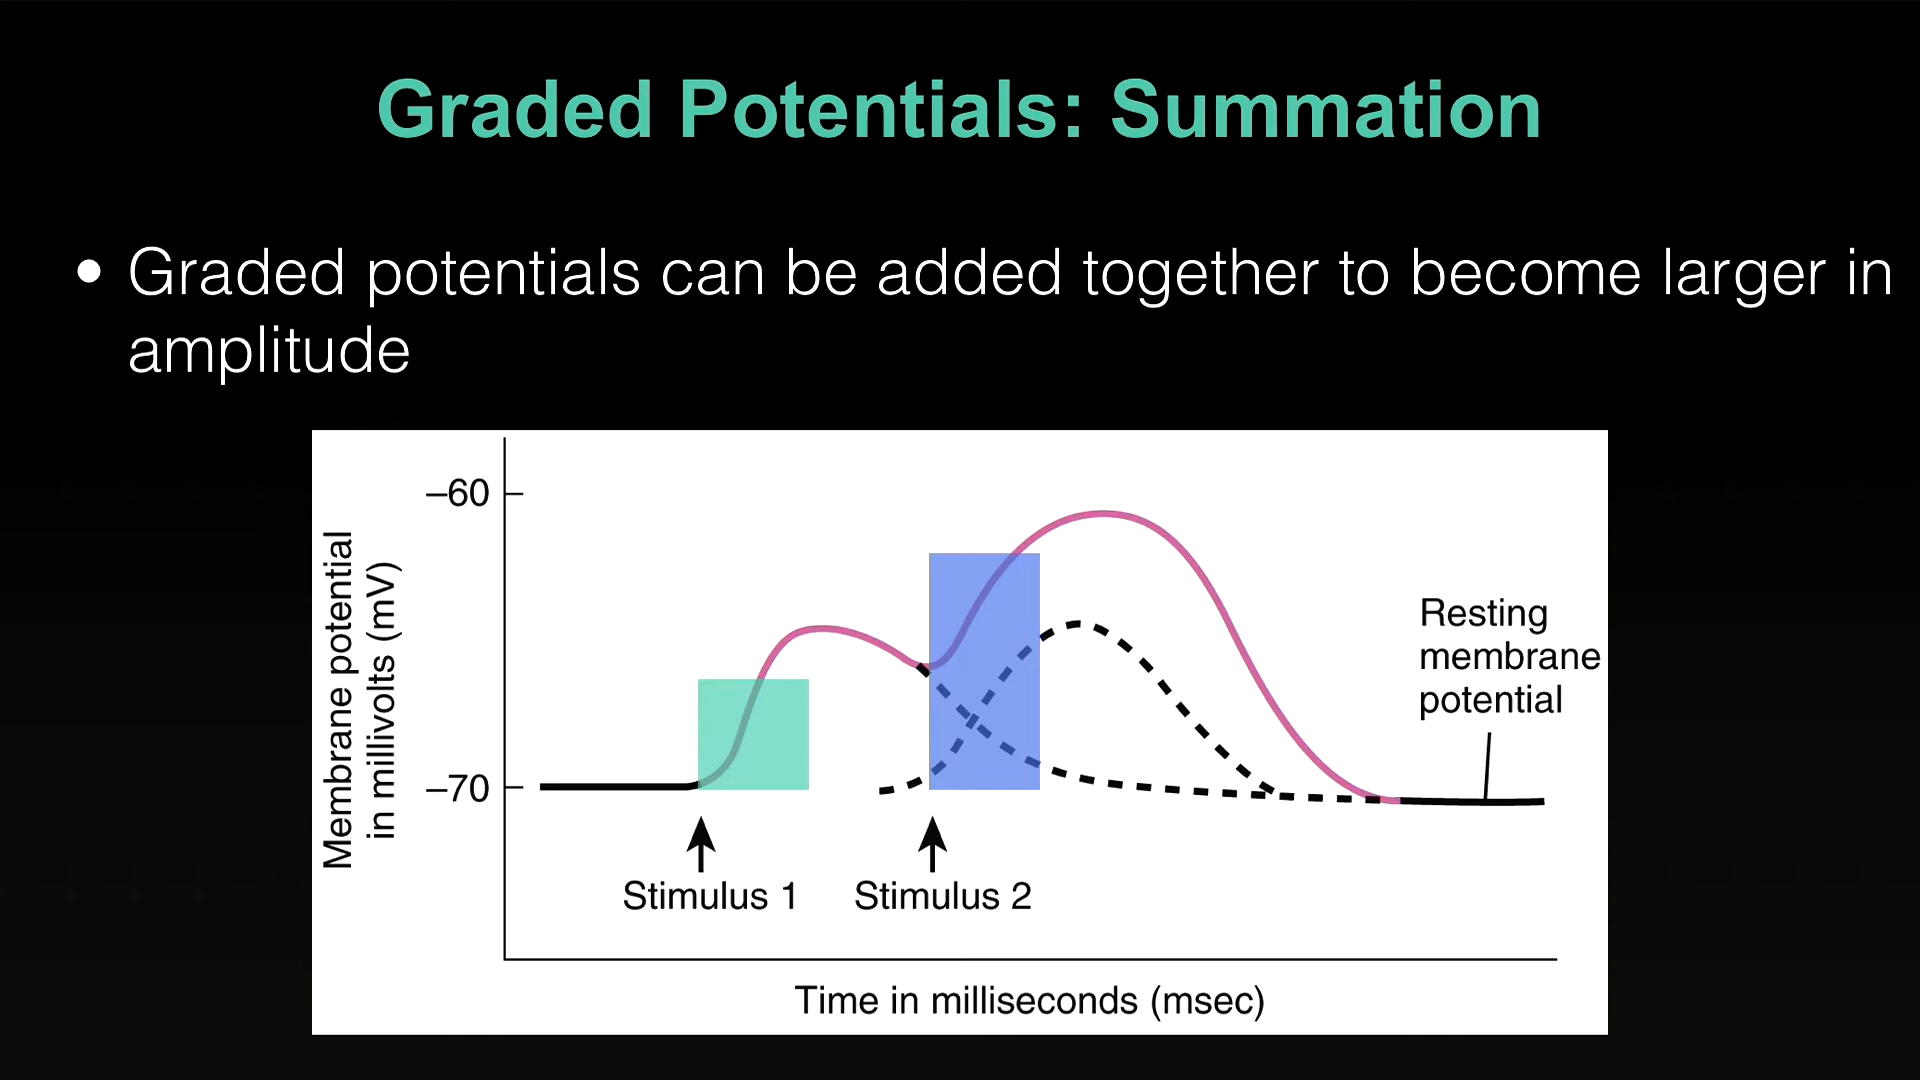 Graded Potentials: Summation
• Graded potentials can be added together to become larger in
amplitude
–60
–70
Membrane potential
in millivolts (mV)
Resting
membrane
potential
Stimulus 1
Stimulus 2
Time in milliseconds (msec)